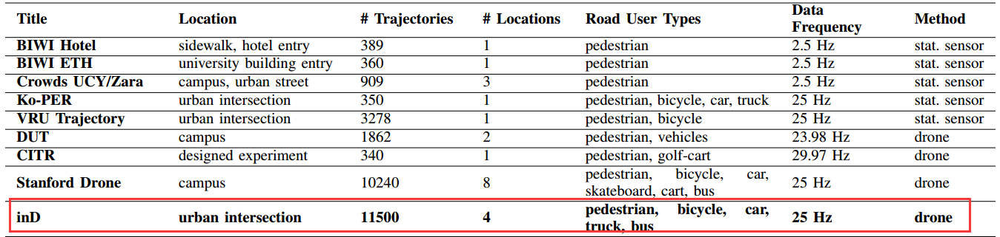 Title Location # Trajectories # Locations Road User Types Data Frequency Method
BIWI Hotel sidewalk, hotel entry 389 1 pedestrian 2.5 Hz stat. sensor
BIWI ETH university building entry 360 1 pedestrian 2.5 Hz stat. sensor
Crowds UCY/Zara campus, urban street 909 3 pedestrian 2.5 Hz stat. sensor
Ko-PER urban intersection 350 1 pedestrian, bicycle, car, truck 25 Hz stat. sensor
VRU Trajectory urban intersection 3278 1 pedestrian, bicycle 25 Hz stat. sensor
DUT campus 1862 2 pedestrian, vehicles 23.98 Hz drone
CITR designed experiment 340 1 pedestrian, golf-cart 29.97 Hz drone
Stanford Drone campus 10240 8 pedestrian, bicycle, car, skateboard, cart, bus 25 Hz drone
inD urban intersection 11500 4 pedestrian, bicycle, car, truck, bus 25 Hz drone